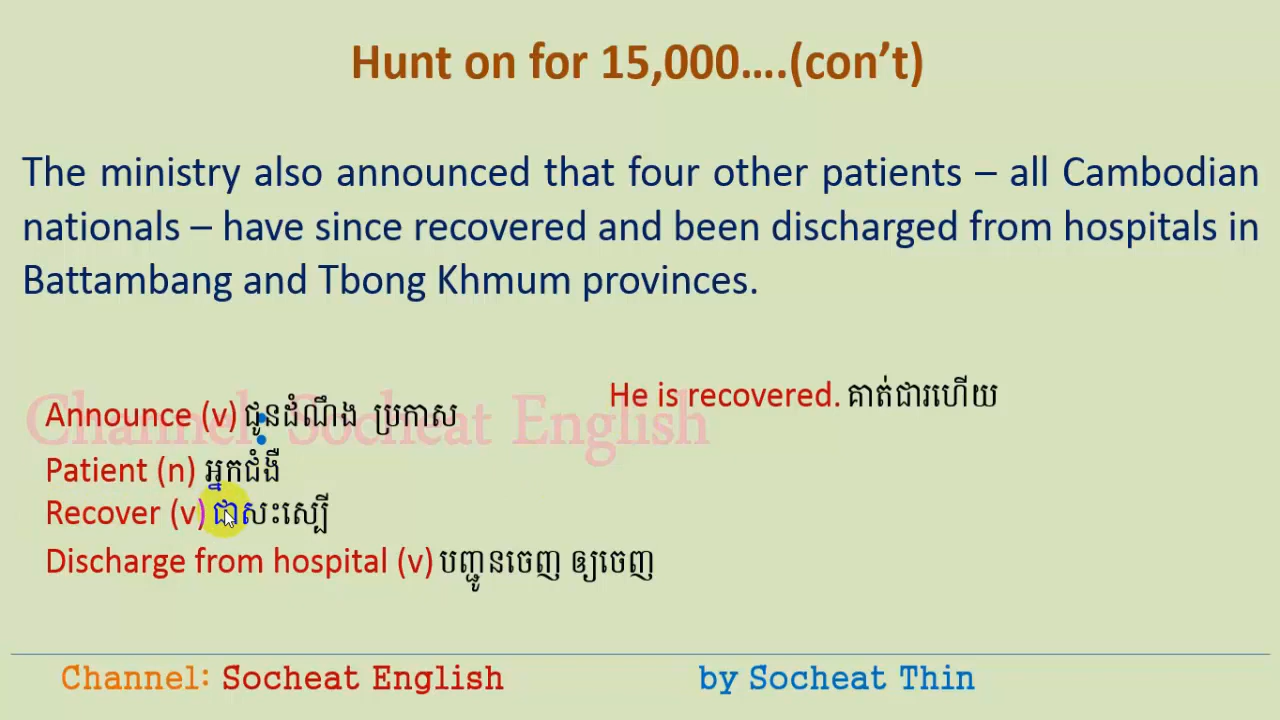 Hunt on for 15,000....(con’t)
The ministry also announced that four other patients – all Cambodian
nationals – have since recovered and been discharged from hospitals in
Battambang and Tbong Khmum provinces.
Channel: Socheat English
He is recovered. គាត់ជារហើយ
Announce (v) ជូនដំណឹង ប្រកាស
Patient (n) អ្នកជំងឺ
Recover (v) ជាសះស្បើ
Discharge from hospital (v) បញ្ជូនចេញ ឲ្យចេញ
Channel: Socheat English
by Socheat Thin